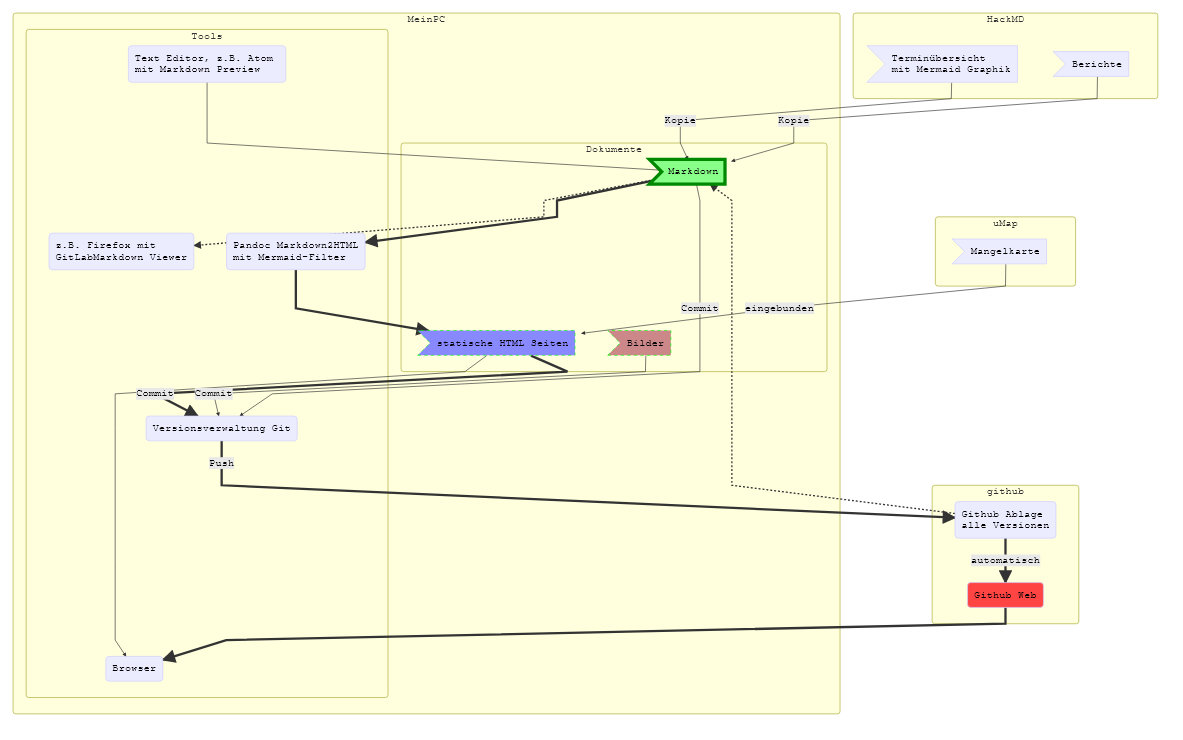 MeinPC
HackMD
Tools
Text Editor, z.B. Atom
mit Markdown Preview
Terminübersicht
mit Mermaid Graphik
Berichte
Kopie
Kopie
Dokumente
Markdown
z.B. Firefox mit
GitLabMarkdown Viewer
Pandoc Markdown2HTML
mit Mermaid-Filter
uMap
Mangelkarte
Commit
eingebunden
statische HTML Seiten
Bilder
Commit
Commit
Versionsverwaltung Git
Push
github
Github Ablage
alle Versionen
automatisch
Github Web
Browser